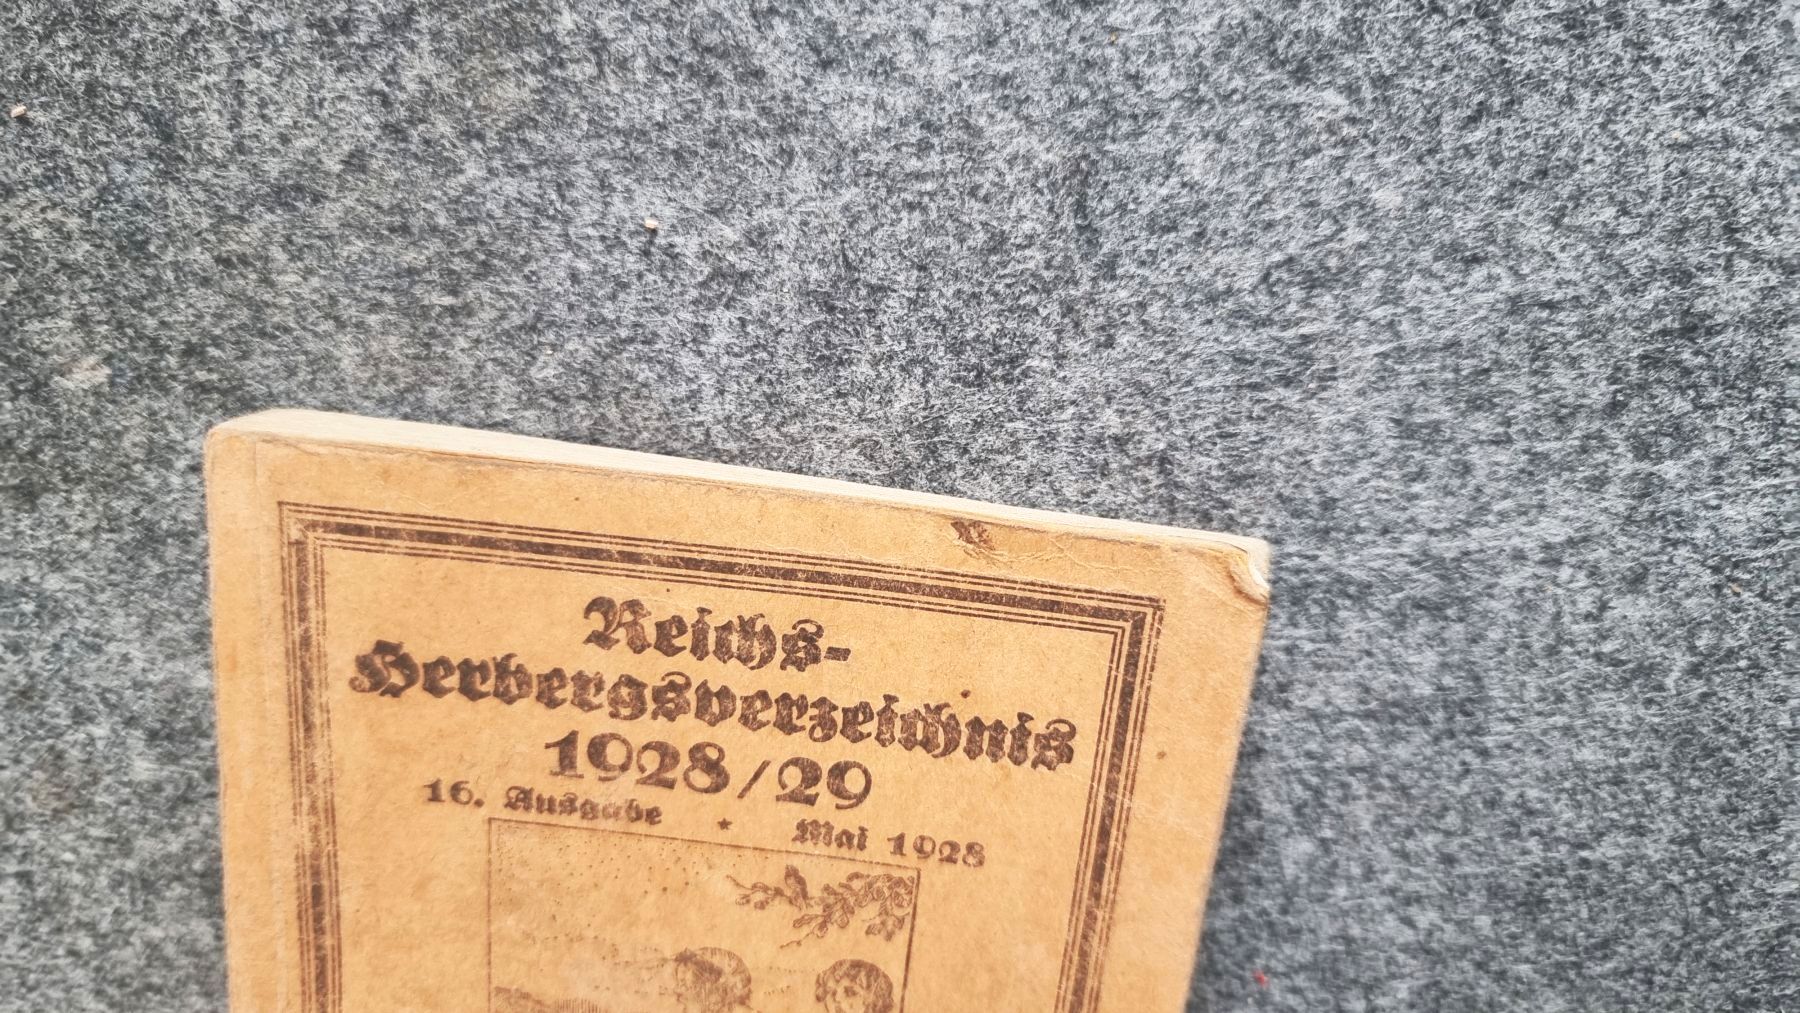 Reichs-
Herbergsverzeichnis
1928/29
16. Ausgabe * Mai 1928